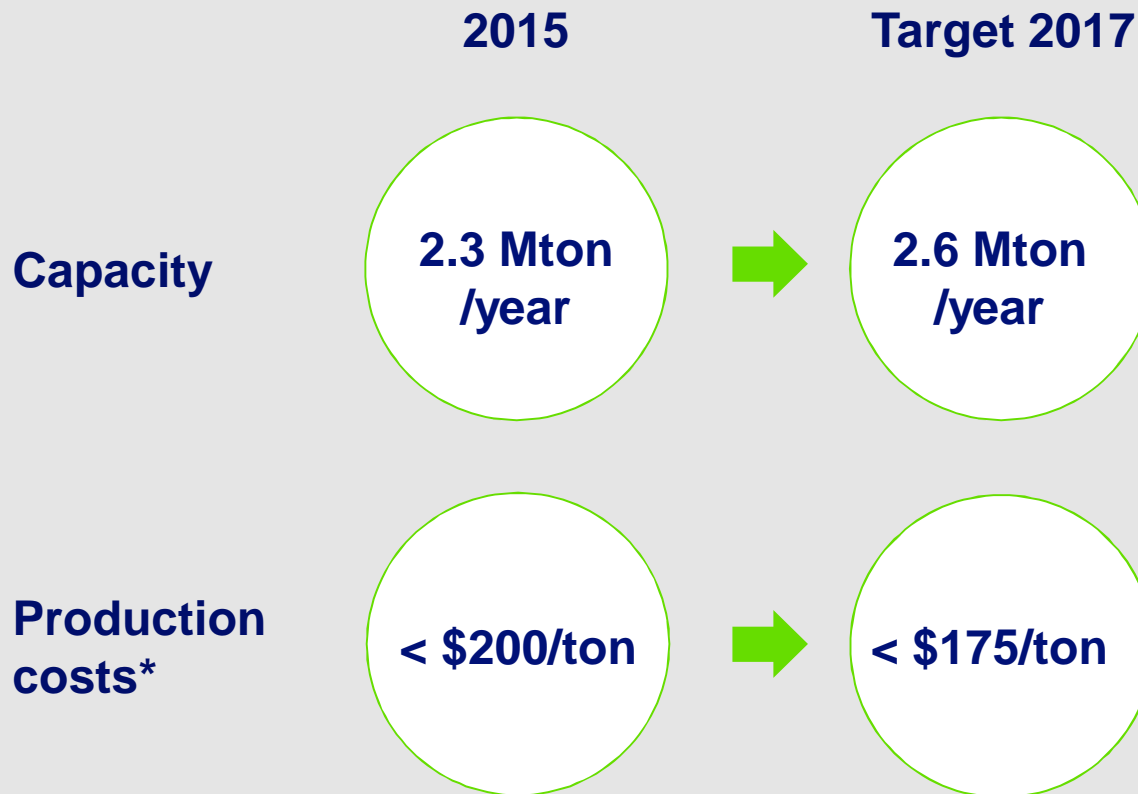 2015
Target 2017
Capacity
2.3 Mton
/year
2.6 Mton
/year
Production
costs*
< $200/ton
< $175/ton